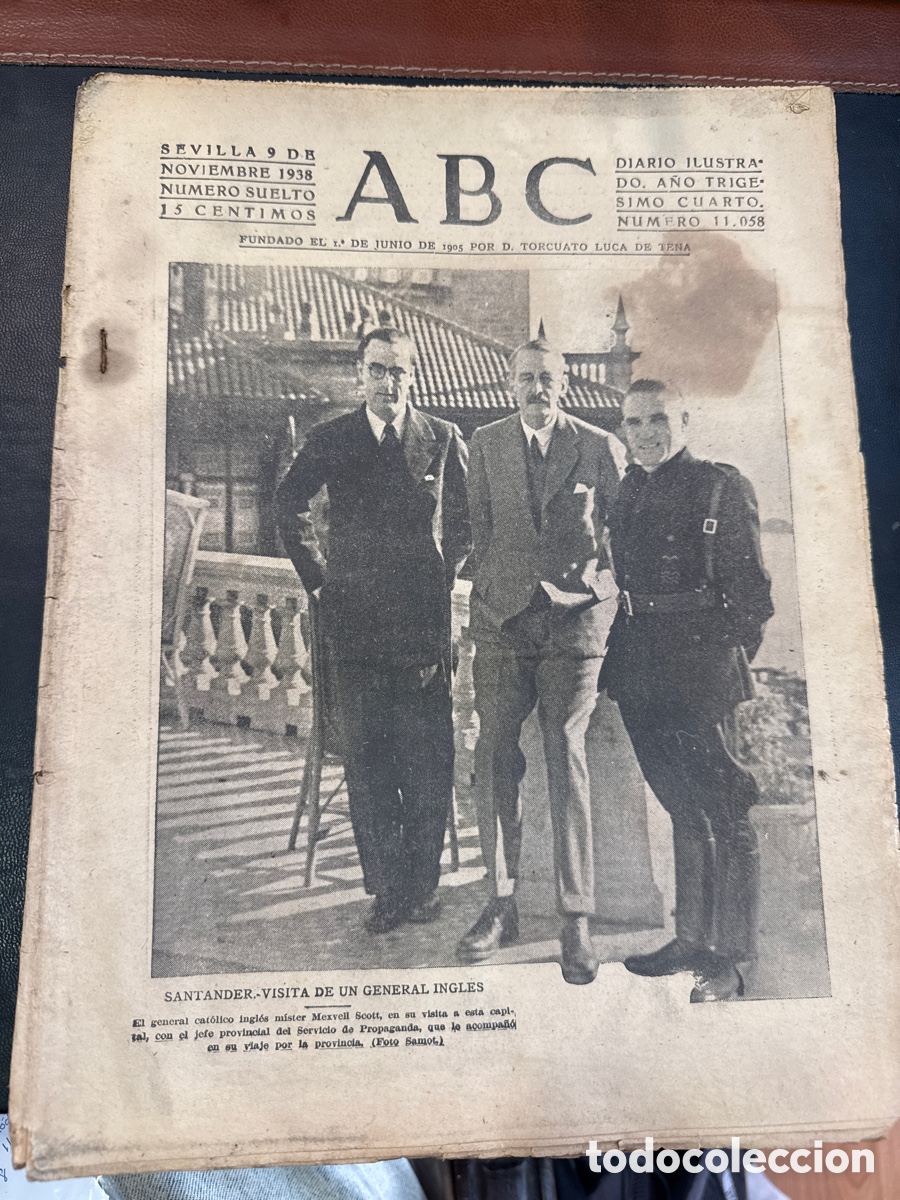 SEVILLA 9 DE
NOVIEMBRE 1938
NUMERO SUELTO
15 CENTIMOS
ABC
DIARIO ILUSTRA-
DO. AÑO TRIGE-
SIMO CUARTO.
NUMERO 11.058
FUNDADO EL 1.º DE JUNIO DE 1905 POR D. TORCUATO LUCA DE TENA
SANTANDER.-VISITA DE UN GENERAL INGLES
El general católico inglés míster Mexvell Scott, en su visita a esta capi-
tal, con el jefe provincial del Servicio de Propaganda, que le acompañó
en su viaje por la provincia. (Foto Samot.)
todocoleccion